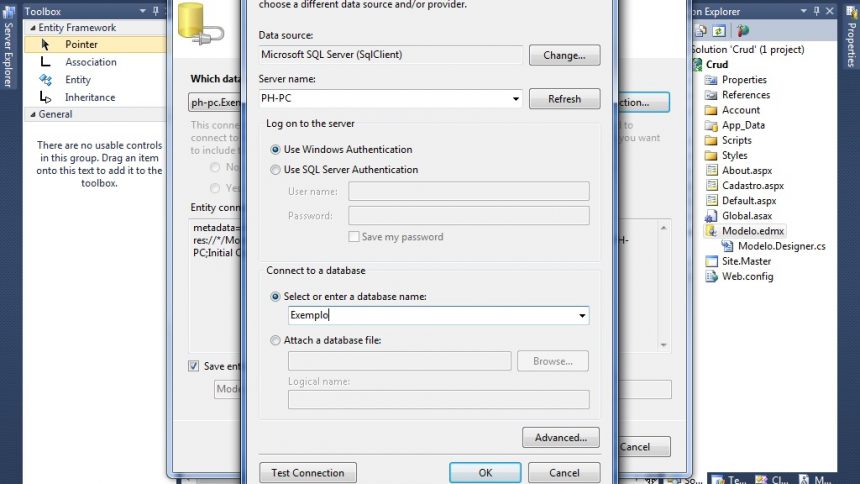 Toolbox
Server Explorer
Entity Framework
Pointer
Association
Entity
Inheritance
General
There are no usable controls
in this group. Drag an item
onto this text to add it to the
toolbox.
Which data
ph-pc.Exem
This conne
connect to
to include t
No
Yes
Entity conn
metadata=
res://*/Mo
PC;Initial C
Save ent
Mode
choose a different data source and/or provider.
Data source:
Microsoft SQL Server (SqlClient)
Change...
Server name:
PH-PC
Refresh
Log on to the server
Use Windows Authentication
Use SQL Server Authentication
User name:
Password:
Save my password
Connect to a database
Select or enter a database name:
Exemplo
Attach a database file:
Browse...
Logical name:
Advanced...
Test Connection
OK
Cancel
ction...
d to
you want
H-
Cancel
on Explorer
Solution 'Crud' (1 project)
Crud
Properties
References
Account
App_Data
Scripts
Styles
About.aspx
Cadastro.aspx
Default.aspx
Global.asax
Modelo.edmx
Modelo.Designer.cs
Site.Master
Web.config
So...
Te...
Cl...
M...
Properties